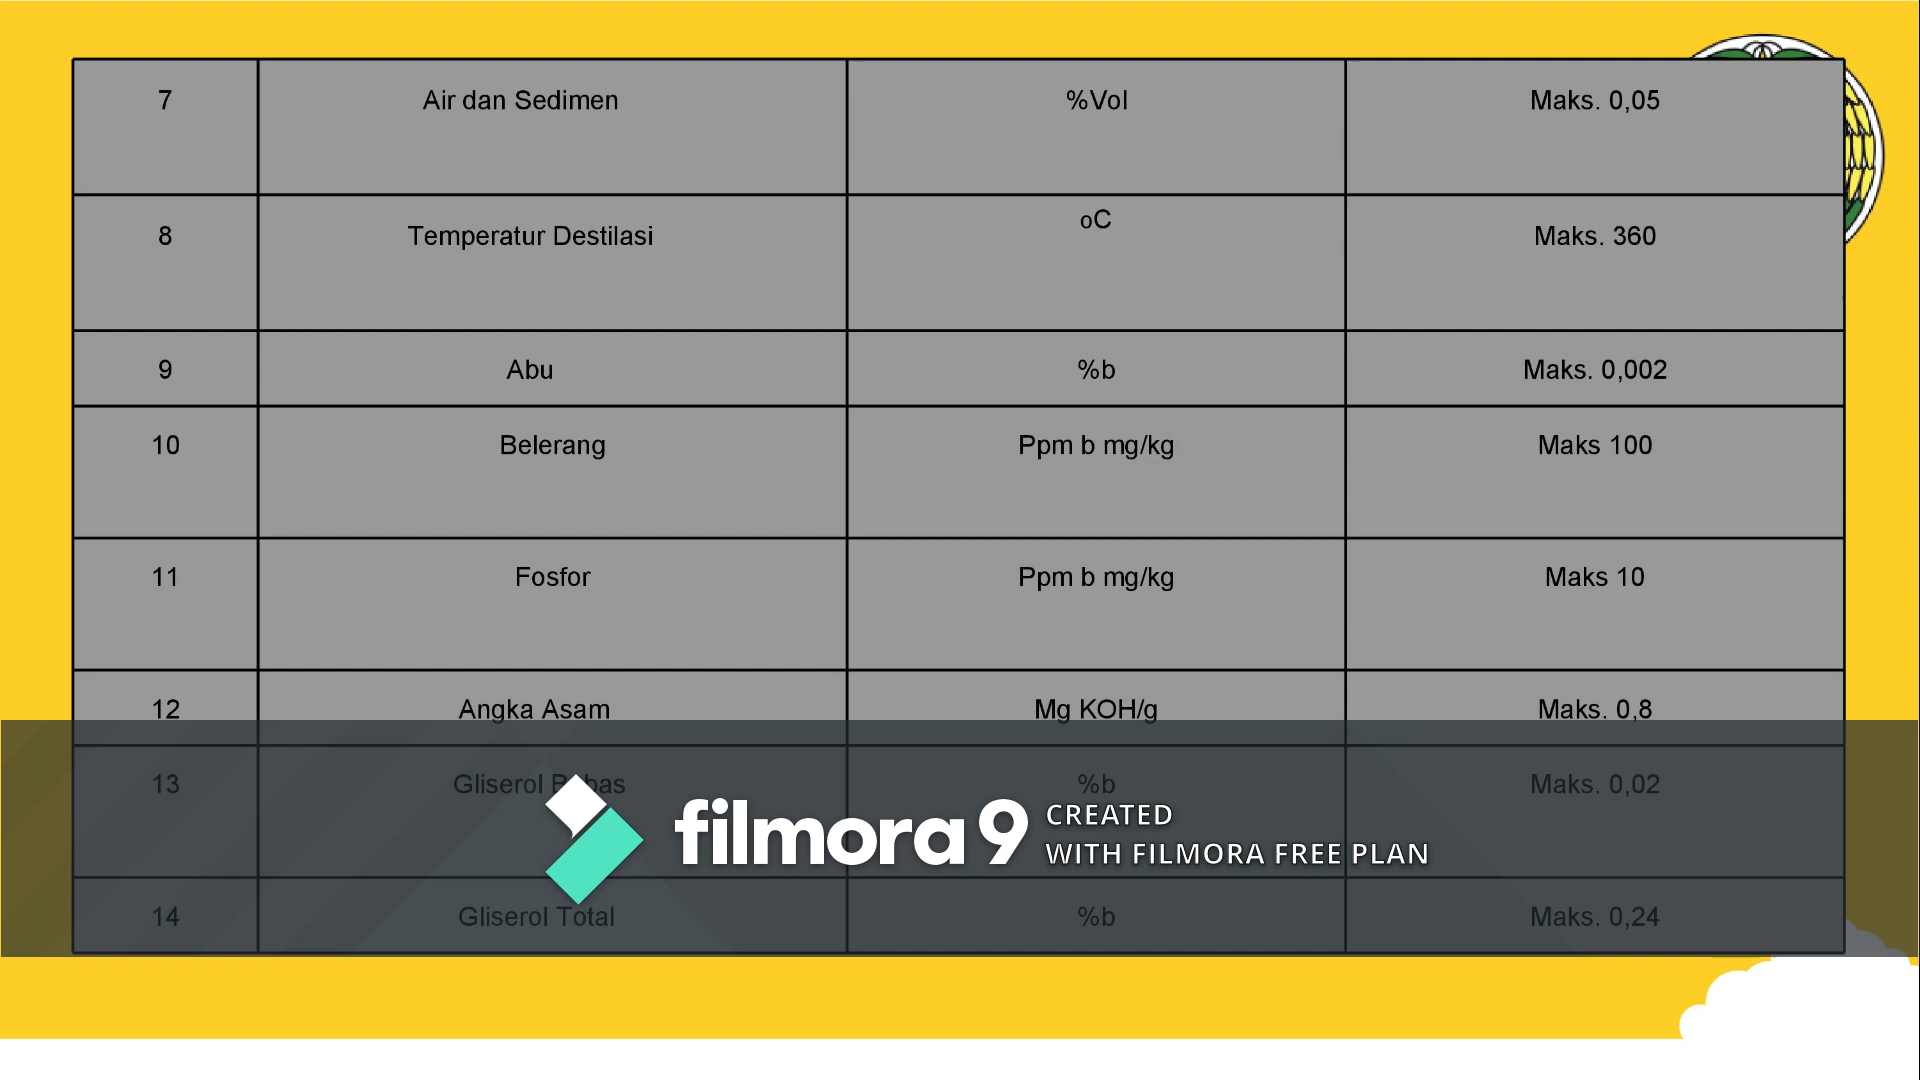 7 Air dan Sedimen %Vol Maks. 0,05
8 Temperatur Destilasi oC Maks. 360
9 Abu %b Maks. 0,002
10 Belerang Ppm b mg/kg Maks 100
11 Fosfor Ppm b mg/kg Maks 10
12 Angka Asam Mg KOH/g Maks. 0,8
13 Gliserol Bebas %b Maks. 0,02
filmora9 CREATED
WITH FILMORA FREE PLAN
14 Gliserol Total %b Maks. 0,24